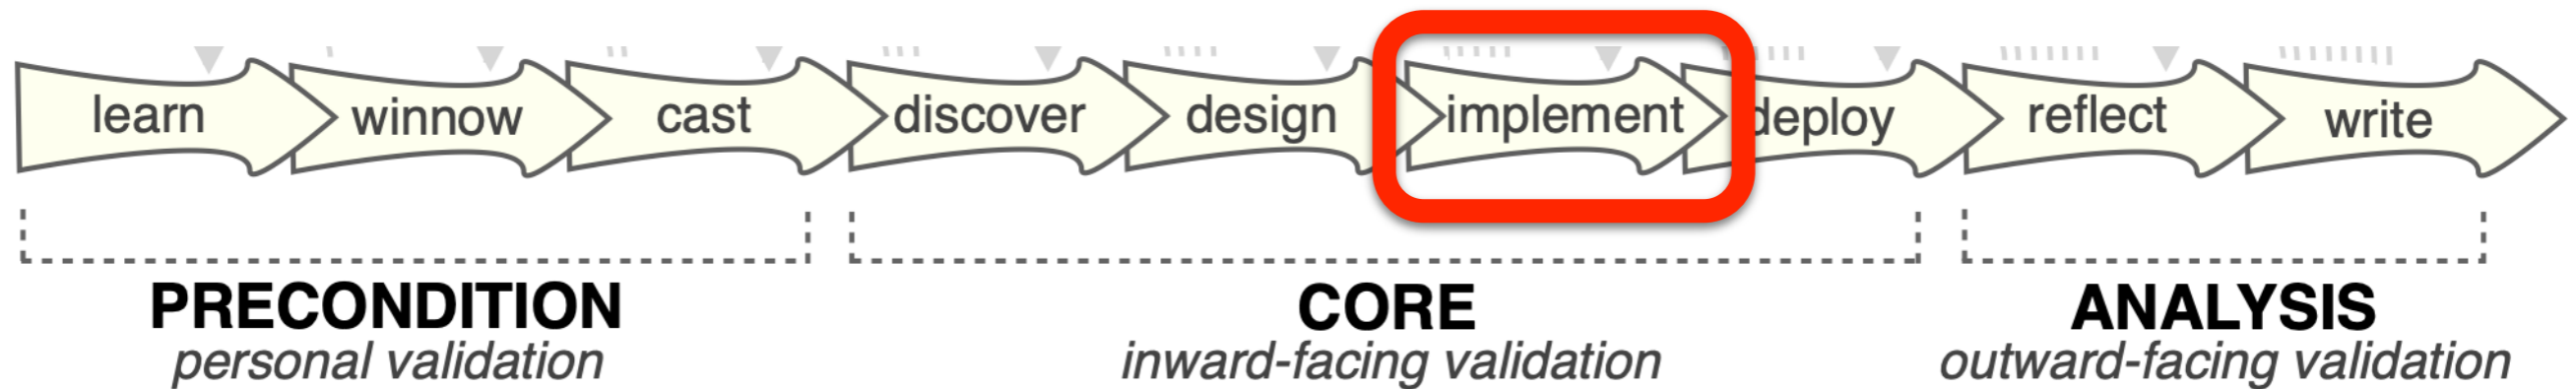 learn winnow cast discover design implement deploy reflect write
PRECONDITION CORE ANALYSIS
personal validation inward-facing validation outward-facing validation